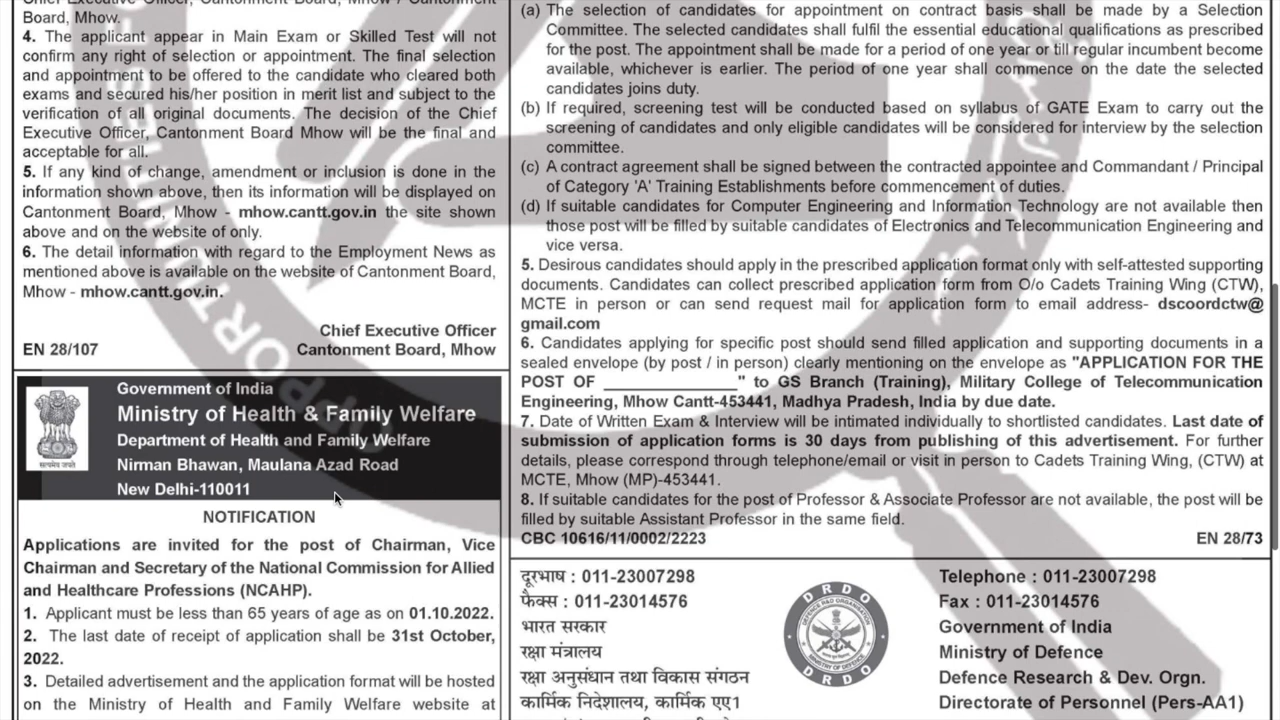 Chief Executive Officer, Cantonment Board, Mhow / Cantonment
Board, Mhow.
4. The applicant appear in Main Exam or Skilled Test will not
confirm any right of selection or appointment. The final selection
and appointment to be offered to the candidate who cleared both
exams and secured his/her position in merit list and subject to the
verification of all original documents. The decision of the Chief
Executive Officer, Cantonment Board Mhow will be the final and
acceptable for all.
5. If any kind of change, amendment or inclusion is done in the
information shown above, then its information will be displayed on
Cantonment Board, Mhow - mhow.cantt.gov.in the site shown
above and on the website of only.
6. The detail information with regard to the Employment News as
mentioned above is available on the website of Cantonment Board,
Mhow - mhow.cantt.gov.in.
Chief Executive Officer
EN 28/107 Cantonment Board, Mhow
सत्यमेव जयते
Government of India
Ministry of Health & Family Welfare
Department of Health and Family Welfare
Nirman Bhawan, Maulana Azad Road
New Delhi-110011
NOTIFICATION
Applications are invited for the post of Chairman, Vice
Chairman and Secretary of the National Commission for Allied
and Healthcare Professions (NCAHP).
1. Applicant must be less than 65 years of age as on 01.10.2022.
2. The last date of receipt of application shall be 31st October,
2022.
3. Detailed advertisement and the application format will be hosted
on the Ministry of Health and Family Welfare website at
(a) The selection of candidates for appointment on contract basis shall be made by a Selection
Committee. The selected candidates shall fulfil the essential educational qualifications as prescribed
for the post. The appointment shall be made for a period of one year or till regular incumbent become
available, whichever is earlier. The period of one year shall commence on the date the selected
candidates joins duty.
(b) If required, screening test will be conducted based on syllabus of GATE Exam to carry out the
screening of candidates and only eligible candidates will be considered for interview by the selection
committee.
(c) A contract agreement shall be signed between the contracted appointee and Commandant / Principal
of Category 'A' Training Establishments before commencement of duties.
(d) If suitable candidates for Computer Engineering and Information Technology are not available then
those post will be filled by suitable candidates of Electronics and Telecommunication Engineering and
vice versa.
5. Desirous candidates should apply in the prescribed application format only with self-attested supporting
documents. Candidates can collect prescribed application form from O/o Cadets Training Wing (CTW),
MCTE in person or can send request mail for application form to email address- dscoordctw@
gmail.com
6. Candidates applying for specific post should send filled application and supporting documents in a
sealed envelope (by post / in person) clearly mentioning on the envelope as "APPLICATION FOR THE
POST OF ________________" to GS Branch (Training), Military College of Telecommunication
Engineering, Mhow Cantt-453441, Madhya Pradesh, India by due date.
7. Date of Written Exam & Interview will be intimated individually to shortlisted candidates. Last date of
submission of application forms is 30 days from publishing of this advertisement. For further
details, please correspond through telephone/email or visit in person to Cadets Training Wing, (CTW) at
MCTE, Mhow (MP)-453441.
8. If suitable candidates for the post of Professor & Associate Professor are not available, the post will be
filled by suitable Assistant Professor in the same field.
CBC 10616/11/0002/2223 EN 28/73
दूरभाष : 011-23007298
फैक्स : 011-23014576
भारत सरकार
रक्षा मंत्रालय
रक्षा अनुसंधान तथा विकास संगठन
कार्मिक निदेशालय, कार्मिक एए1
DRDO
DEFENCE R&D ORGANISATION
MINISTRY OF DEFENCE
DRDO
Telephone : 011-23007298
Fax : 011-23014576
Government of India
Ministry of Defence
Defence Research & Dev. Orgn.
Directorate of Personnel (Pers-AA1)